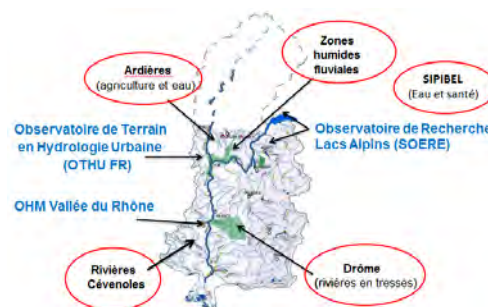 Zones
humides
fluviales
Ardières
(agriculture et eau)
SIPIBEL
(Eau et santé)
Observatoire de Terrain
en Hydrologie Urbaine
(OTHU FR)
Observatoire de Recherche
Lacs Alpins (SOERE)
OHM Vallée du Rhône
Rivières
Cévenoles
Drôme
(rivières en tresses)